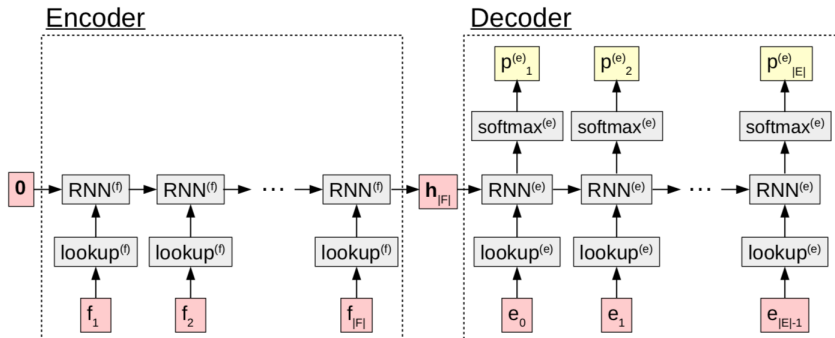 Encoder Decoder
p(e)1 p(e)2 p(e)|E|
softmax(e) softmax(e) softmax(e)
0 RNN(f) RNN(f) ... RNN(f) h|F| RNN(e) RNN(e) ... RNN(e)
lookup(f) lookup(f) lookup(f) lookup(e) lookup(e) lookup(e)
f1 f2 f|F| e0 e1 e|E|-1